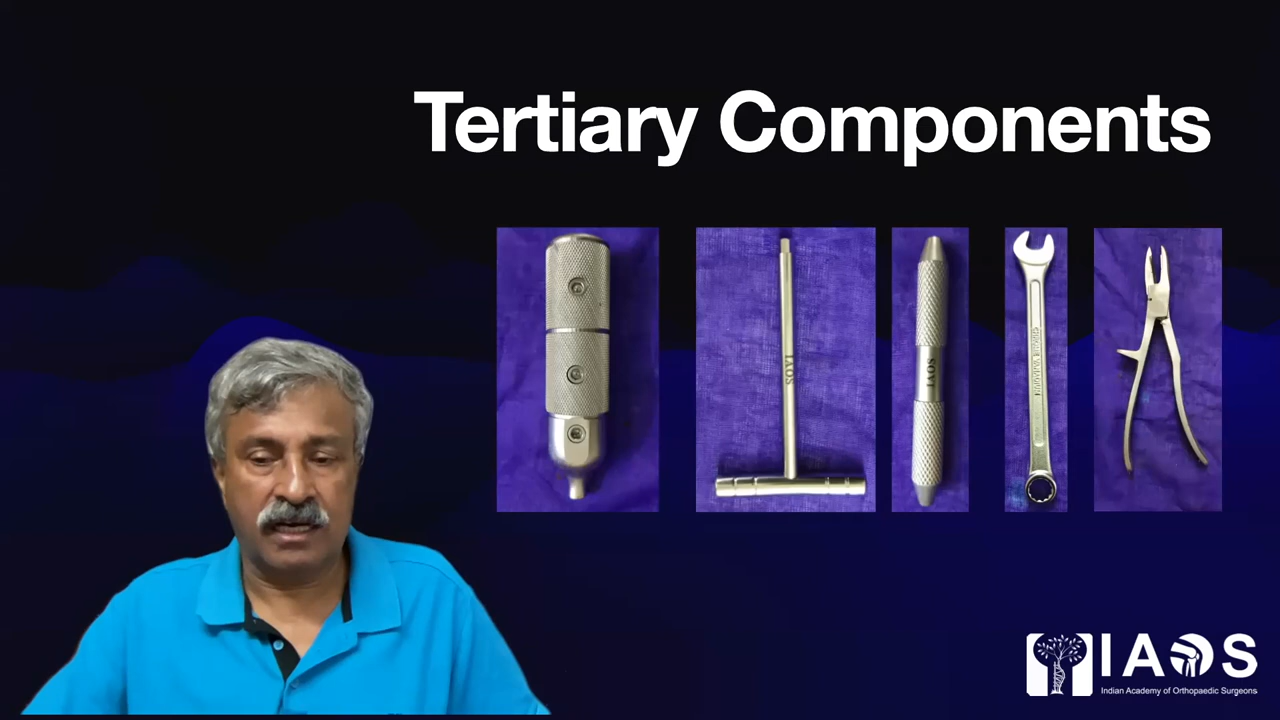 Tertiary Components
IAOS
IAOS
IAOS
Indian Academy of Orthopaedic Surgeons